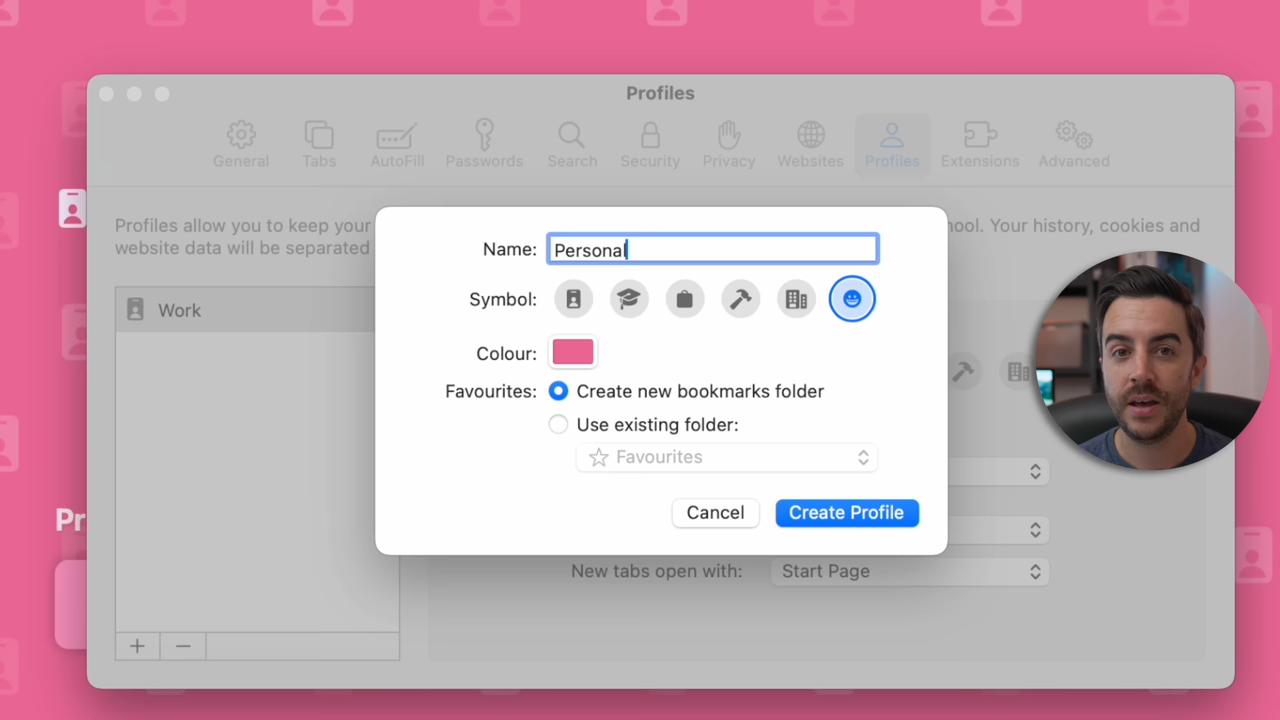 Profiles
General Tabs AutoFill Passwords Search Security Privacy Websites Profiles Extensions Advanced
Profiles allow you to keep your
ool. Your history, cookies and
website data will be separated
Work
Name: Personal
Symbol:
Colour:
Favourites: Create new bookmarks folder
Use existing folder:
Favourites
Cancel Create Profile
Pr
New tabs open with: Start Page